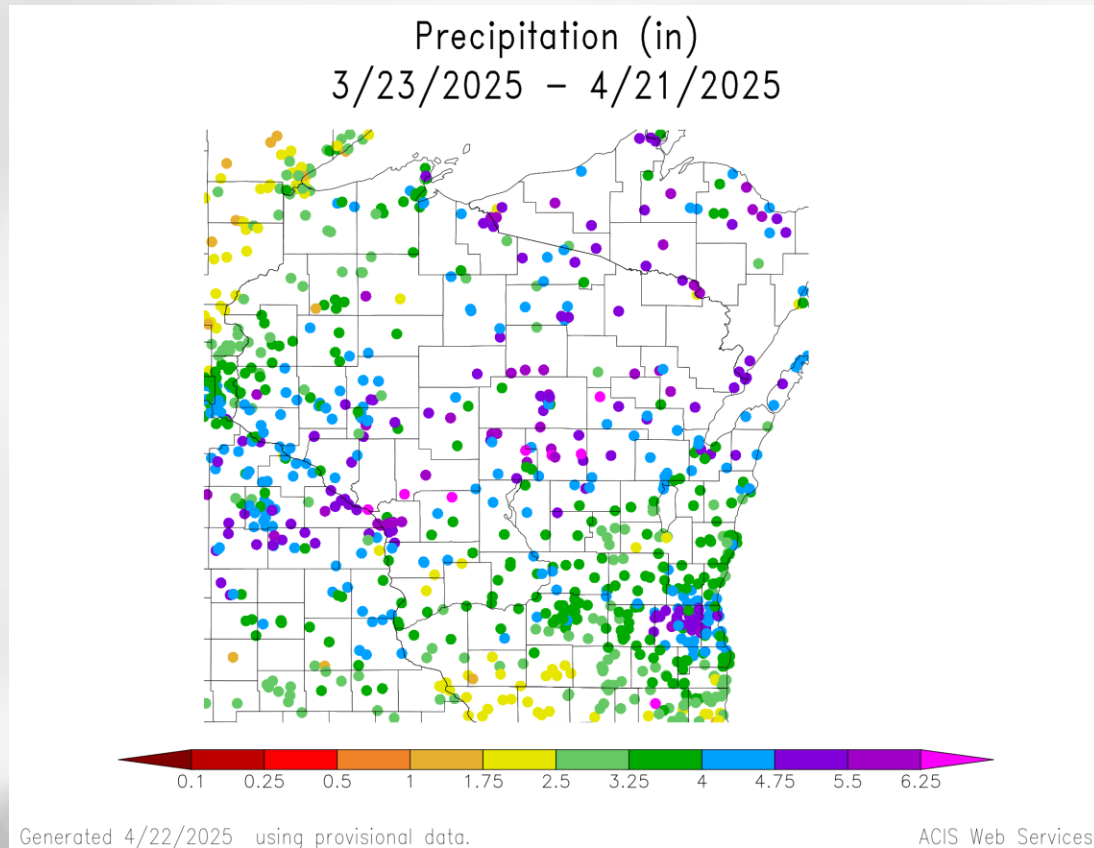 Precipitation (in)
3/23/2025 – 4/21/2025
0.1 0.25 0.5 1 1.75 2.5 3.25 4 4.75 5.5 6.25
Generated 4/22/2025 using provisional data. ACIS Web Services